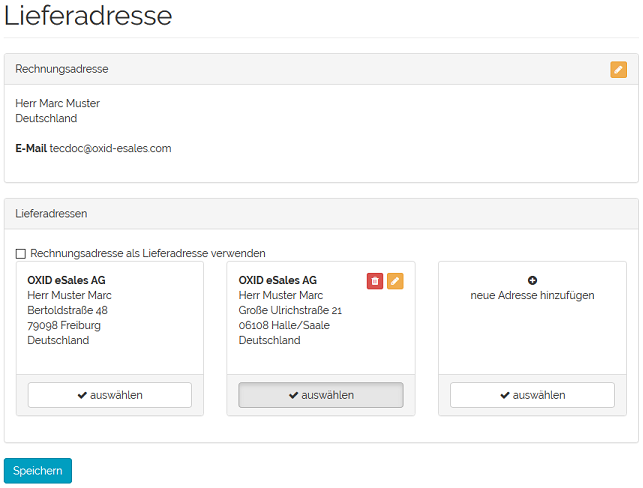 Lieferadresse
Rechnungsadresse
Herr Marc Muster
Deutschland
E-Mail tecdoc@oxid-esales.com
Lieferadressen
Rechnungsadresse als Lieferadresse verwenden
OXID eSales AG
Herr Muster Marc
Bertoldstraße 48
79098 Freiburg
Deutschland
auswählen
OXID eSales AG
Herr Muster Marc
Große Ulrichstraße 21
06108 Halle/Saale
Deutschland
auswählen
neue Adresse hinzufügen
auswählen
Speichern